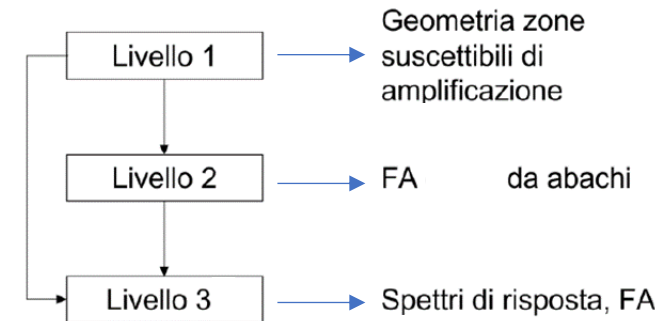 Livello 1
Geometria zone
suscettibili di
amplificazione
Livello 2
FA da abachi
Livello 3
Spettri di risposta, FA